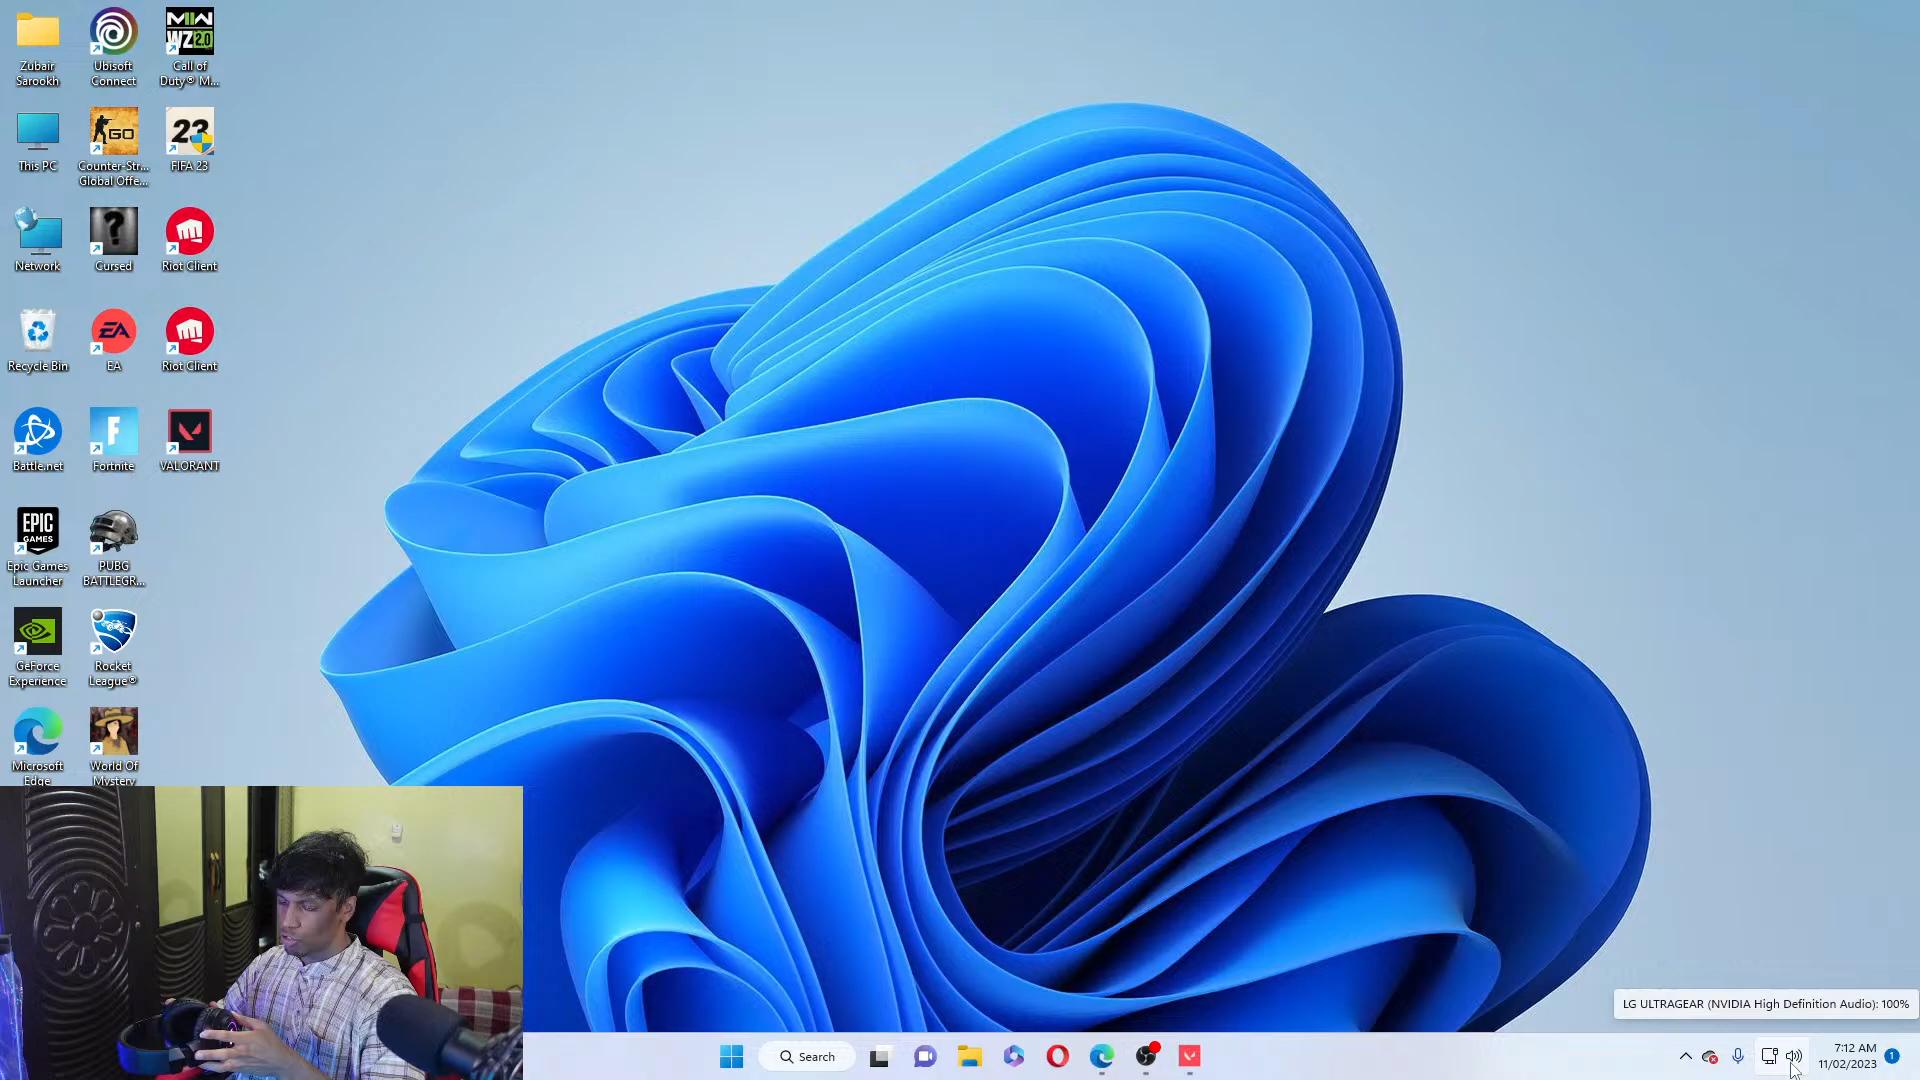 Zubair
Sarookh
Ubisoft
Connect
MW
WZ 2.0
Call of
Duty® M...
This PC
GO
Counter-Str...
Global Offe...
23
FIFA 23
Network
?
Cursed
Riot Client
Recycle Bin
EA
EA
Riot Client
Battle.net
F
Fortnite
VALORANT
EPIC
GAMES
Epic Games
Launcher
PUBG
BATTLEGR...
GeForce
Experience
Rocket
League®
Microsoft
Edge
World Of
Mystery
LG ULTRAGEAR (NVIDIA High Definition Audio): 100%
Search
7:12 AM
11/02/2023
1